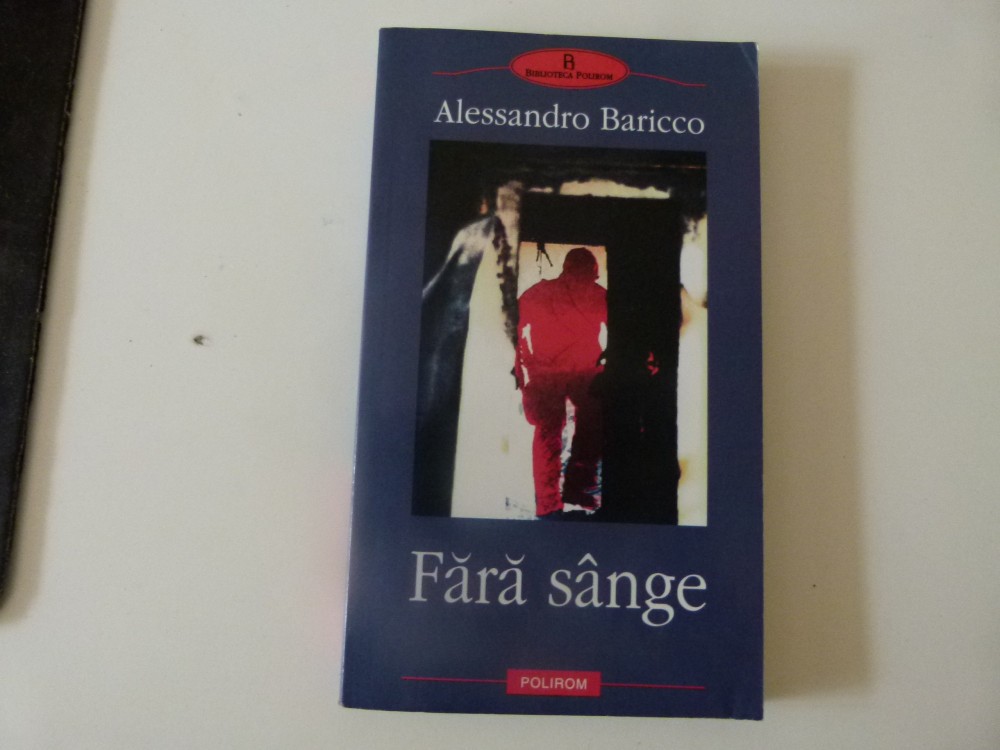 B
BIBLIOTECA POLIROM
Alessandro Baricco
Fără sânge
POLIROM